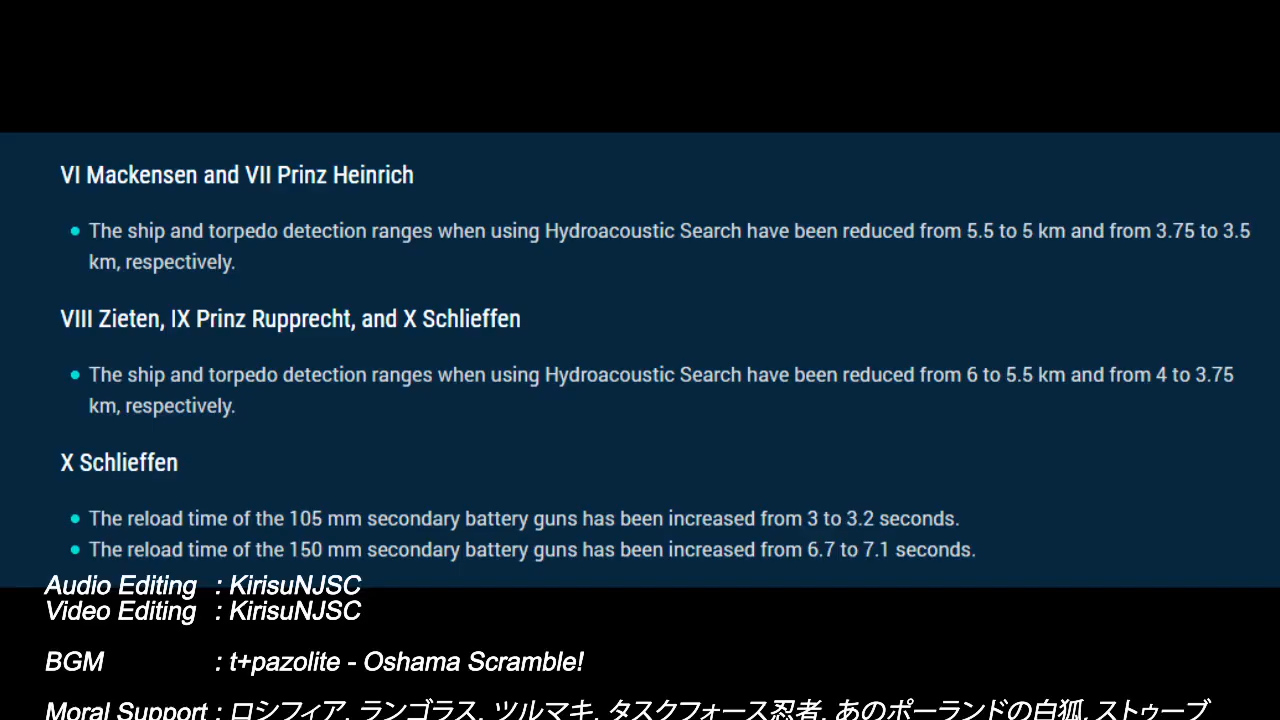 VI Mackensen and VII Prinz Heinrich
• The ship and torpedo detection ranges when using Hydroacoustic Search have been reduced from 5.5 to 5 km and from 3.75 to 3.5
km, respectively.
VIII Zieten, IX Prinz Rupprecht, and X Schlieffen
• The ship and torpedo detection ranges when using Hydroacoustic Search have been reduced from 6 to 5.5 km and from 4 to 3.75
km, respectively.
X Schlieffen
• The reload time of the 105 mm secondary battery guns has been increased from 3 to 3.2 seconds.
• The reload time of the 150 mm secondary battery guns has been increased from 6.7 to 7.1 seconds.
Audio Editing : KirisuNJSC
Video Editing : KirisuNJSC
BGM : t+pazolite - Oshama Scramble!
Moral Support : ロシフィア, ランゴラス, ツルマキ, タスクフォース忍者, あのポーランドの白狐, ストゥーブ